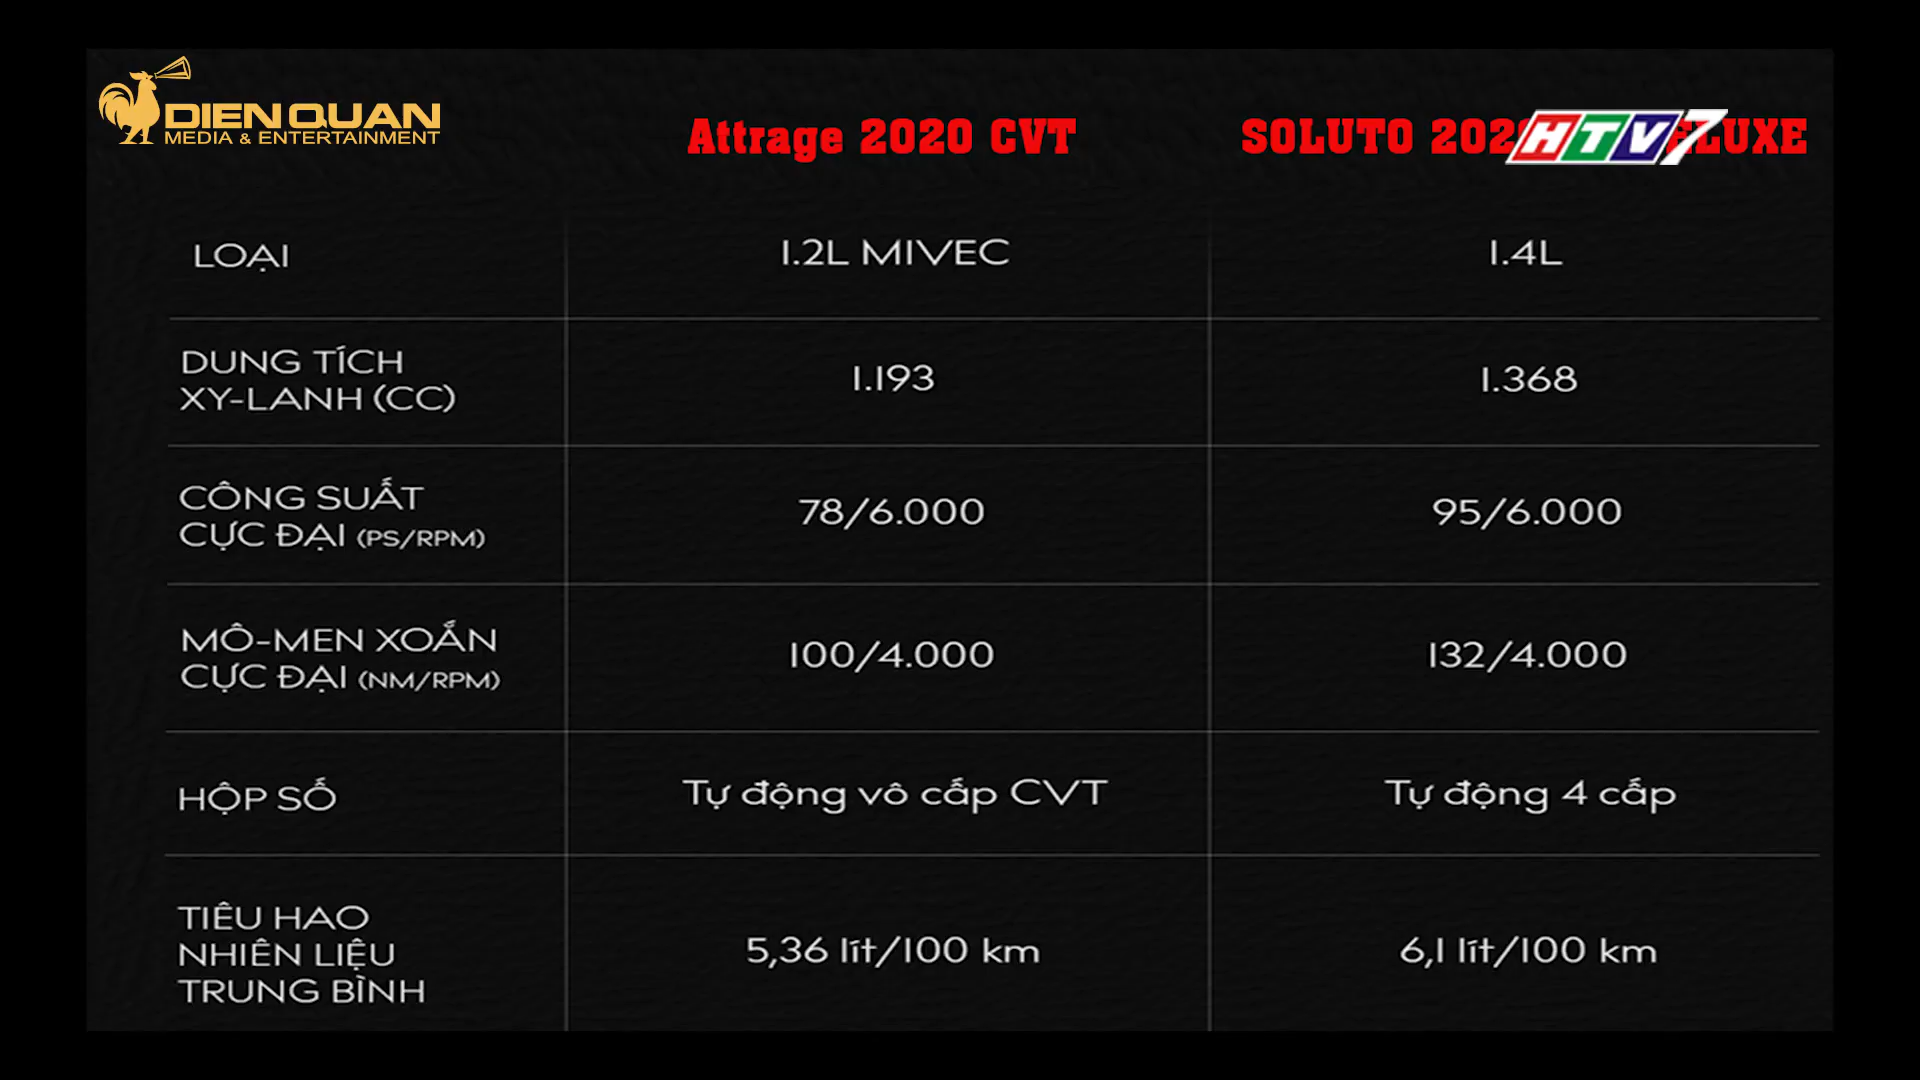 DIEN QUAN
MEDIA & ENTERTAINMENT
Attrage 2020 CVT
SOLUTO
HTV7
LOẠI
1.2L MIVEC
1.4L
DUNG TÍCH
XY-LANH (CC)
1.193
1.368
CÔNG SUẤT
CỰC ĐẠI (PS/RPM)
78/6.000
95/6.000
MÔ-MEN XOẮN
CỰC ĐẠI (NM/RPM)
100/4.000
132/4.000
HỘP SỐ
Tự động vô cấp CVT
Tự động 4 cấp
TIÊU HAO
NHIÊN LIỆU
TRUNG BÌNH
5,36 lít/100 km
6,1 lít/100 km